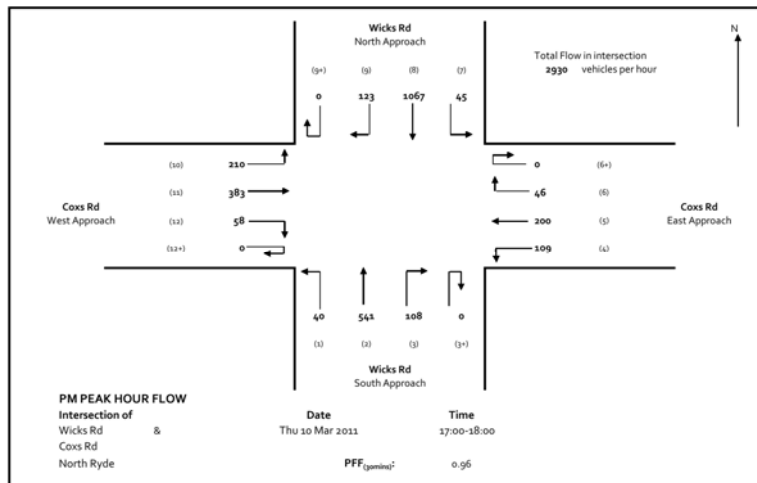 Wicks Rd
North Approach
N
Total Flow in intersection
2930 vehicles per hour
(9+) (9) (8) (7)
0 123 1067 45
(10) 210
(11) 383
(12) 58
(12+) 0
Coxs Rd
West Approach
0 (6+)
46 (6)
200 (5)
109 (4)
Coxs Rd
East Approach
40 541 108 0
(1) (2) (3) (3+)
Wicks Rd
South Approach
PM PEAK HOUR FLOW
Intersection of Date Time
Wicks Rd & Thu 10 Mar 2011 17:00-18:00
Coxs Rd
North Ryde PFF(30mins): 0.96